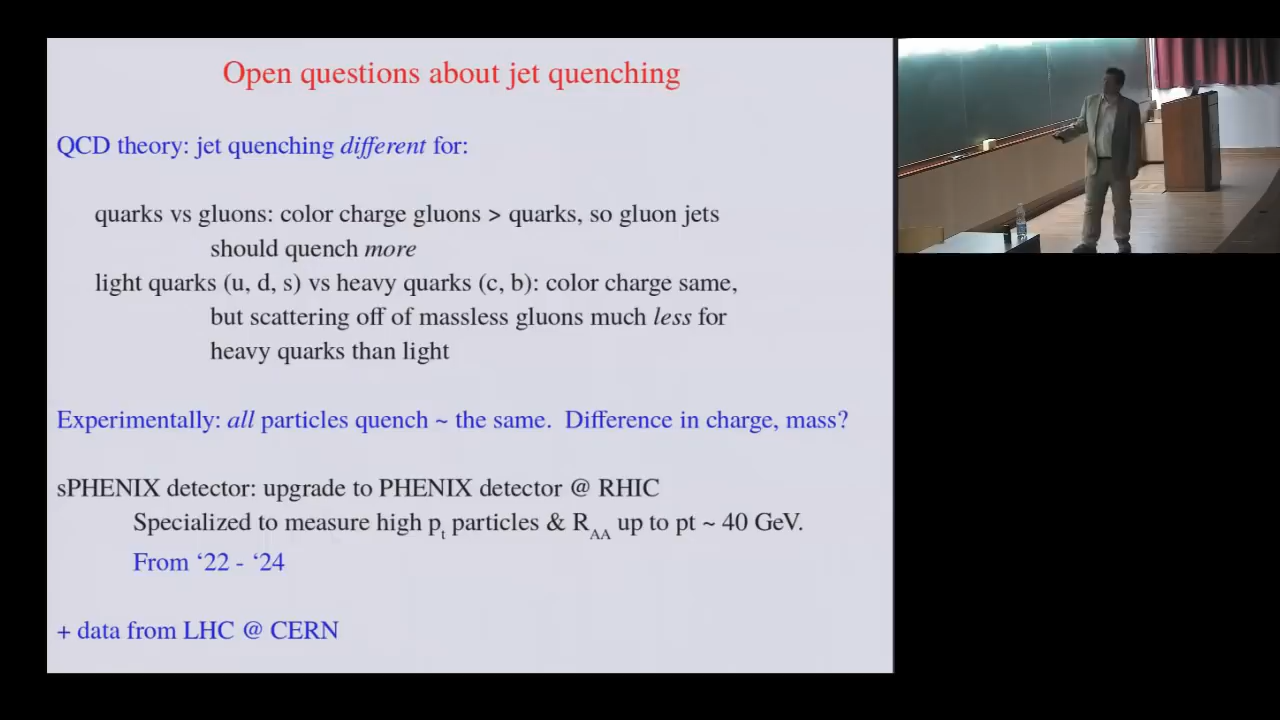 Open questions about jet quenching
QCD theory: jet quenching different for:
quarks vs gluons: color charge gluons > quarks, so gluon jets
should quench more
light quarks (u, d, s) vs heavy quarks (c, b): color charge same,
but scattering off of massless gluons much less for
heavy quarks than light
Experimentally: all particles quench ~ the same. Difference in charge, mass?
sPHENIX detector: upgrade to PHENIX detector @ RHIC
Specialized to measure high pt particles & RAA up to pt ~ 40 GeV.
From ‘22 - ‘24
+ data from LHC @ CERN